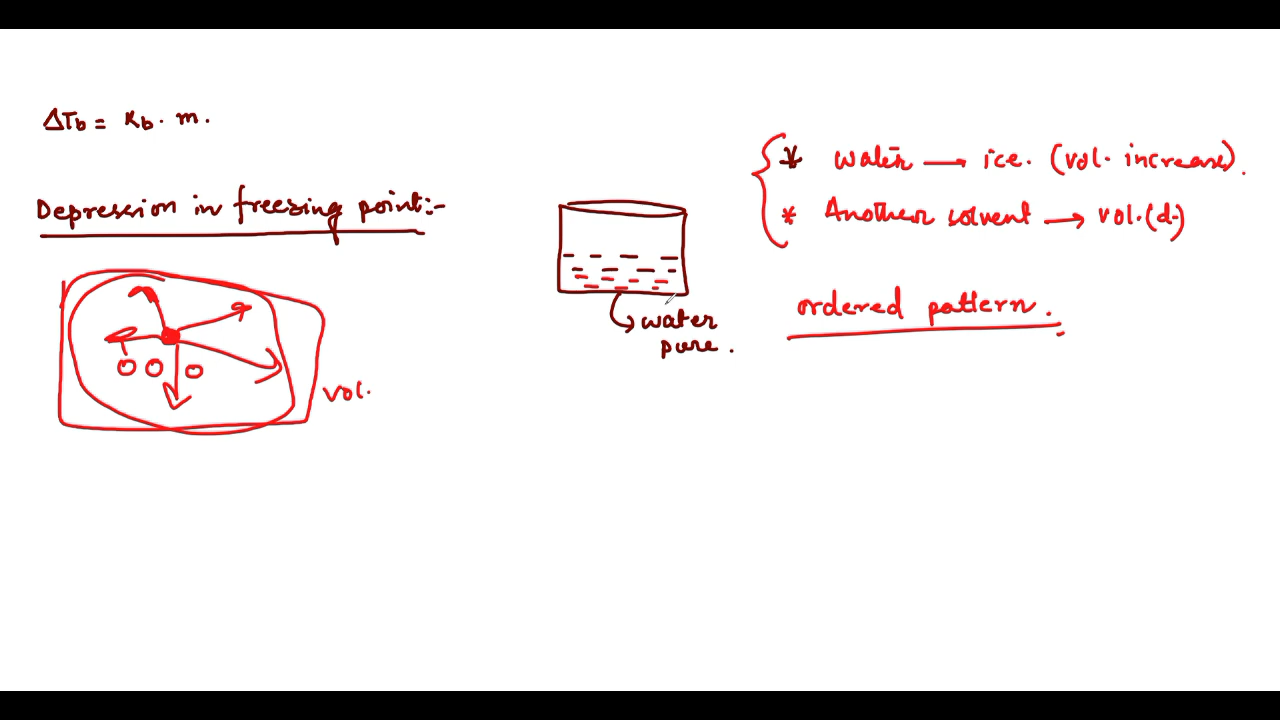 ΔTb = Kb. m.
Depression in freezing point:-
vol.
water
pure.
* water → ice. (vol. increase).
* Another solvent → vol.(d.)
ordered pattern.